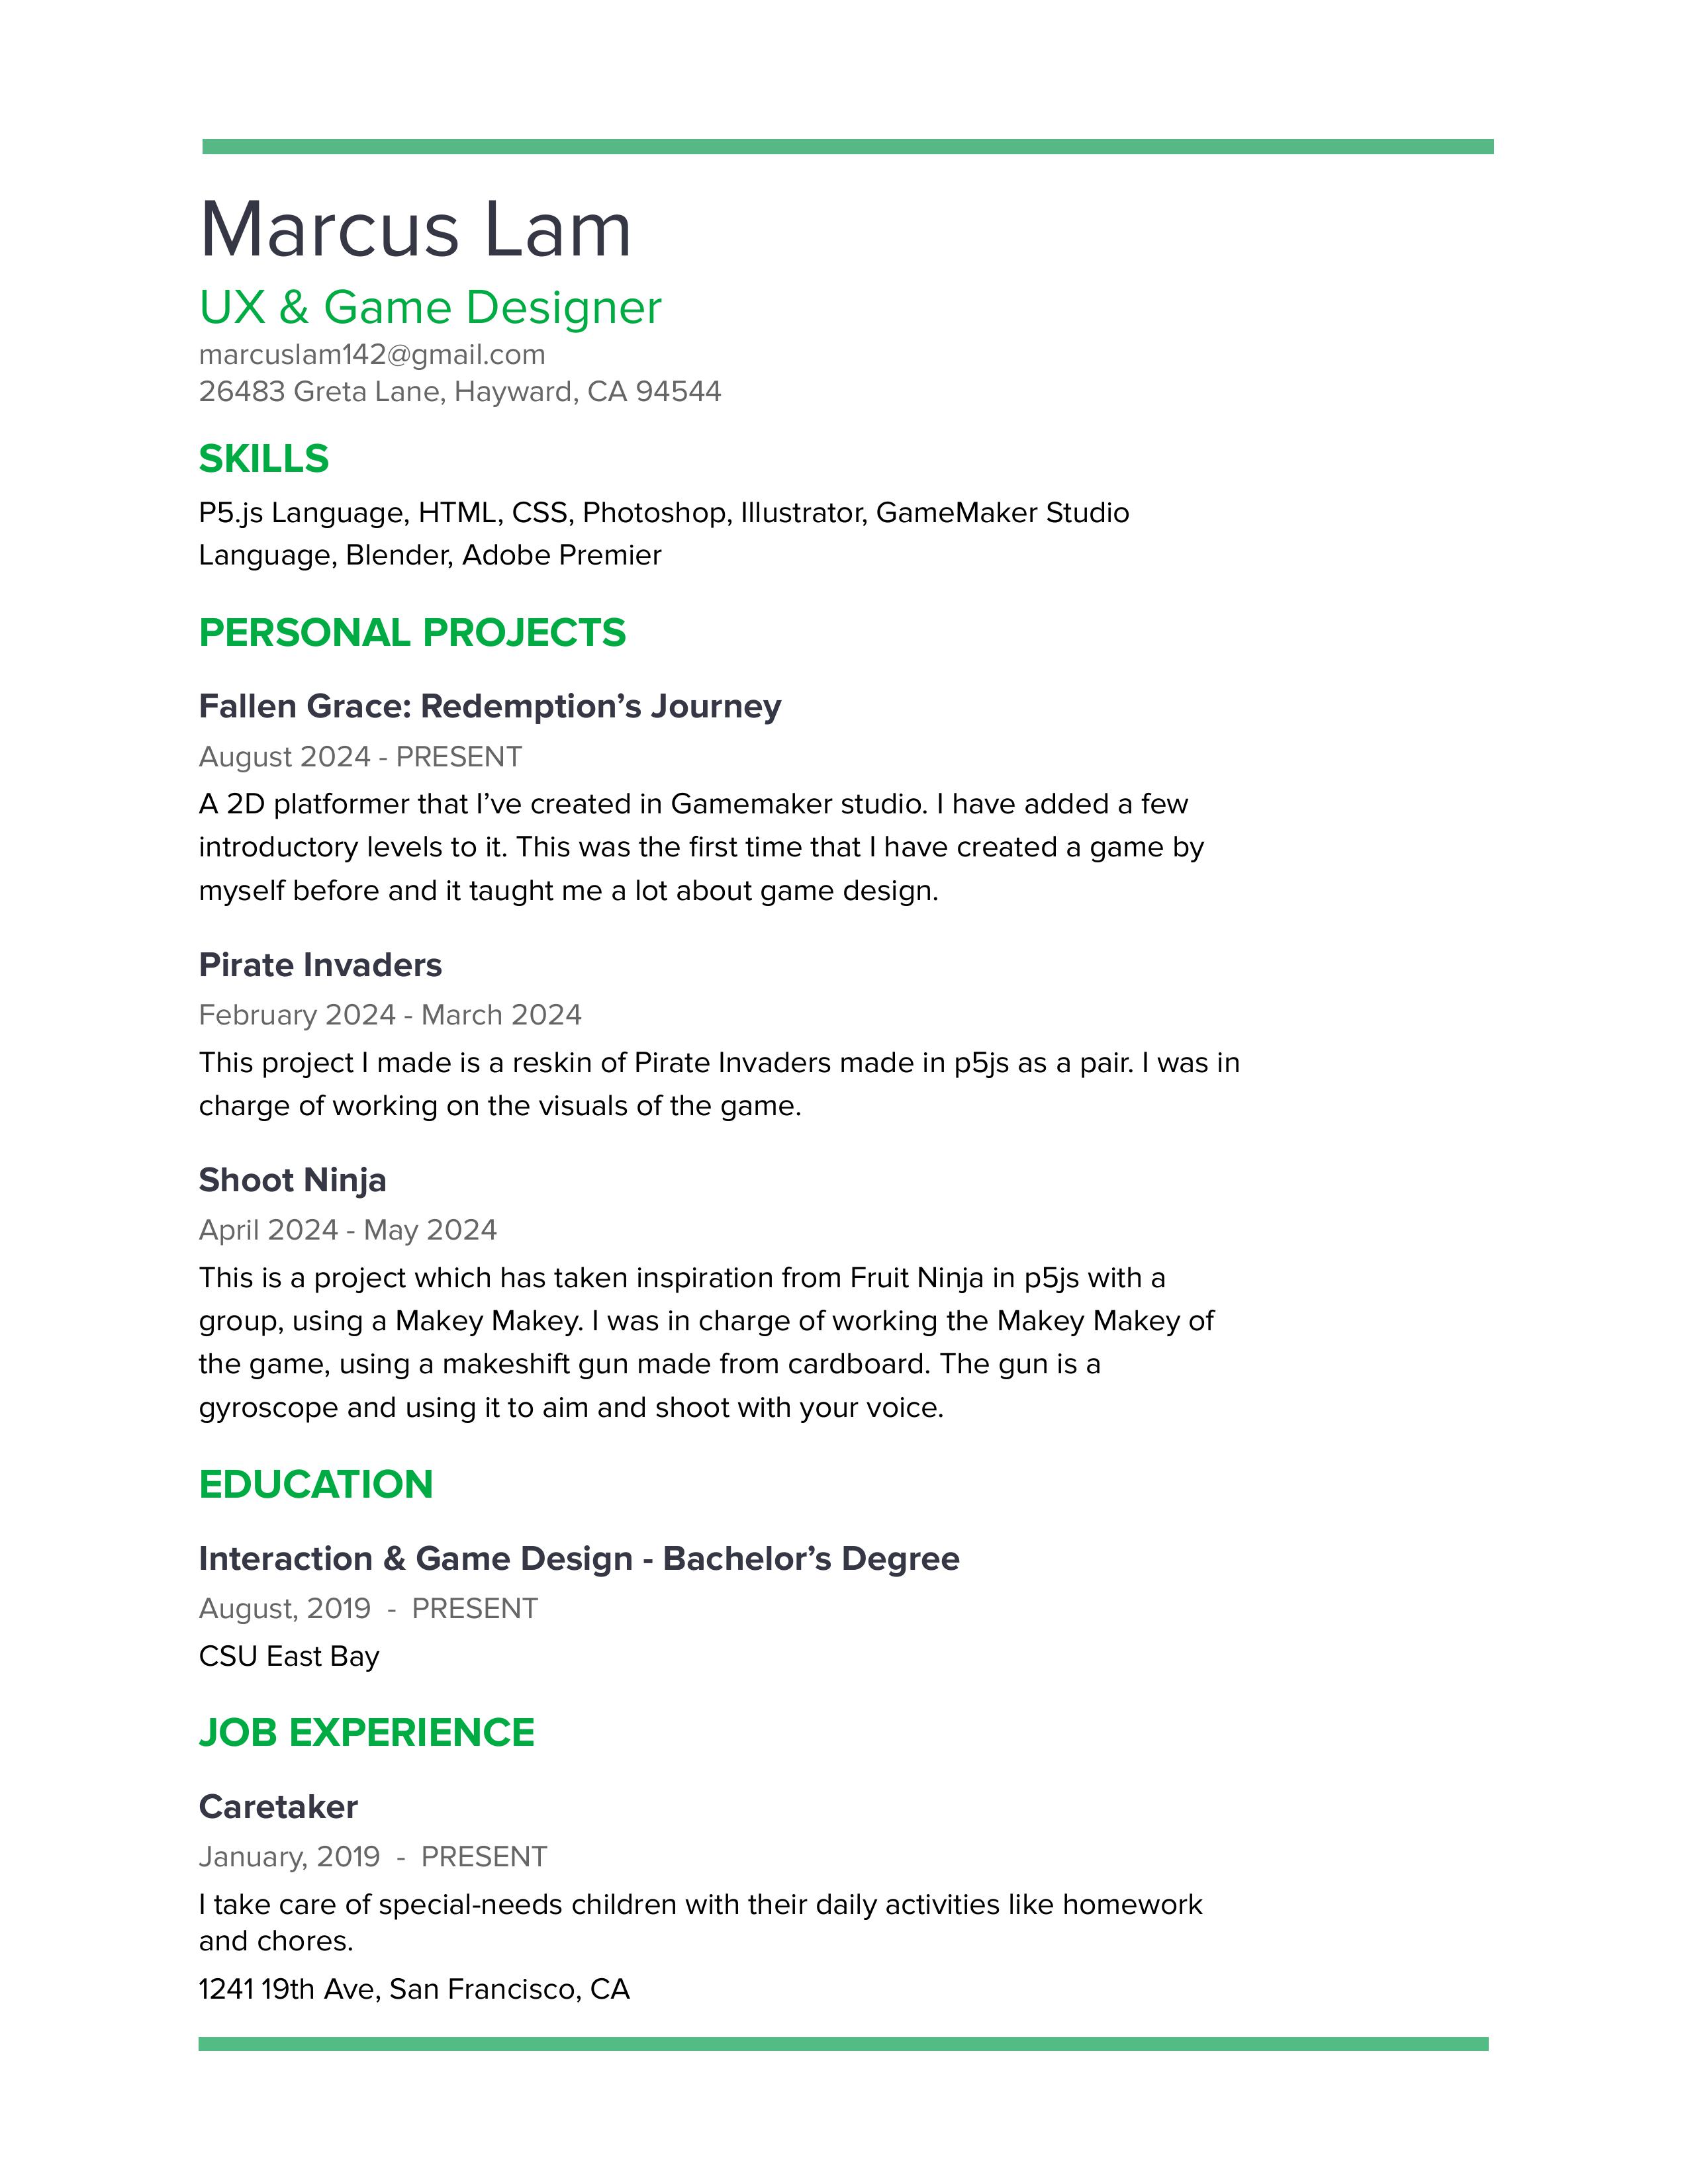 Marcus Lam
UX & Game Designer
marcuslam142@gmail.com
26483 Greta Lane, Hayward, CA 94544
SKILLS
P5.js Language, HTML, CSS, Photoshop, Illustrator, GameMaker Studio
Language, Blender, Adobe Premier
PERSONAL PROJECTS
Fallen Grace: Redemption’s Journey
August 2024 - PRESENT
A 2D platformer that I’ve created in Gamemaker studio. I have added a few
introductory levels to it. This was the first time that I have created a game by
myself before and it taught me a lot about game design.
Pirate Invaders
February 2024 - March 2024
This project I made is a reskin of Pirate Invaders made in p5js as a pair. I was in
charge of working on the visuals of the game.
Shoot Ninja
April 2024 - May 2024
This is a project which has taken inspiration from Fruit Ninja in p5js with a
group, using a Makey Makey. I was in charge of working the Makey Makey of
the game, using a makeshift gun made from cardboard. The gun is a
gyroscope and using it to aim and shoot with your voice.
EDUCATION
Interaction & Game Design - Bachelor’s Degree
August, 2019 - PRESENT
CSU East Bay
JOB EXPERIENCE
Caretaker
January, 2019 - PRESENT
I take care of special-needs children with their daily activities like homework
and chores.
1241 19th Ave, San Francisco, CA